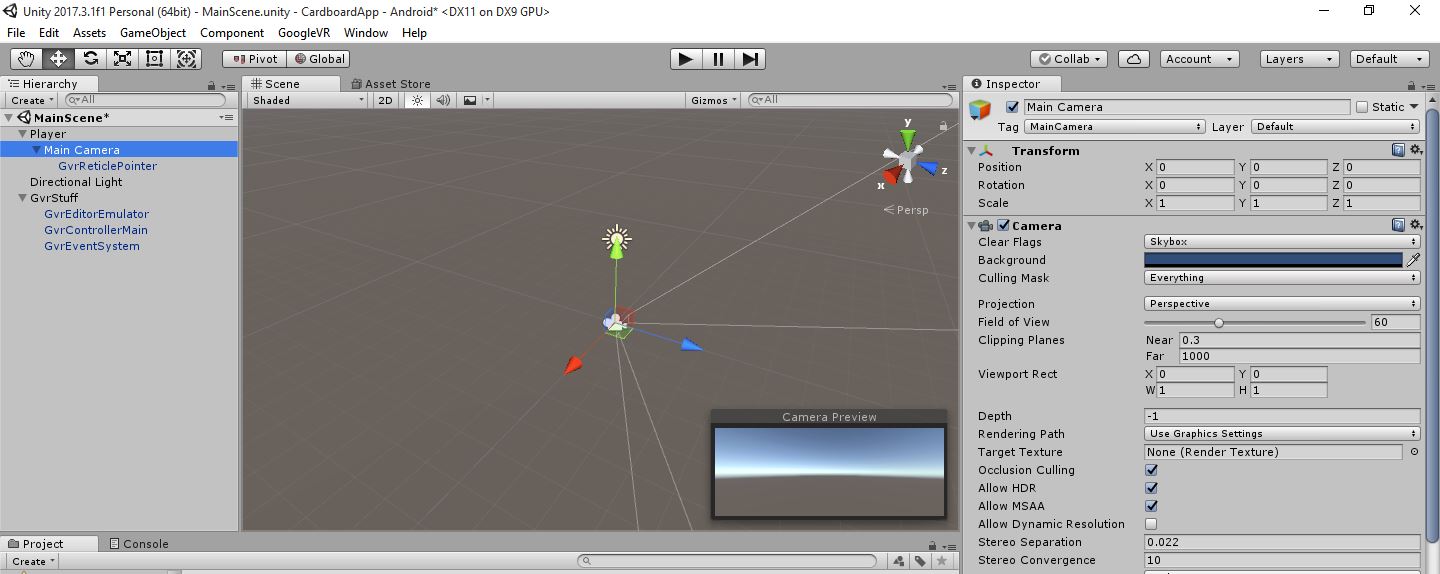 Unity 2017.3.1f1 Personal (64bit) - MainScene.unity - CardboardApp - Android* <DX11 on DX9 GPU>
File Edit Assets GameObject Component GoogleVR Window Help
Pivot Global Collab Account Layers Default
Hierarchy
Create All
MainScene*
Player
Main Camera
GvrReticlePointer
Directional Light
GvrStuff
GvrEditorEmulator
GvrControllerMain
GvrEventSystem
Scene Asset Store
Shaded 2D Gizmos All
y
x
z
Persp
Camera Preview
Inspector
Main Camera Static
Tag MainCamera Layer Default
Transform
Position X 0 Y 0 Z 0
Rotation X 0 Y 0 Z 0
Scale X 1 Y 1 Z 1
Camera
Clear Flags Skybox
Background
Culling Mask Everything
Projection Perspective
Field of View 60
Clipping Planes Near 0.3
Far 1000
Viewport Rect X 0 Y 0
W 1 H 1
Depth -1
Rendering Path Use Graphics Settings
Target Texture None (Render Texture)
Occlusion Culling
Allow HDR
Allow MSAA
Allow Dynamic Resolution
Stereo Separation 0.022
Stereo Convergence 10
Project Console
Create